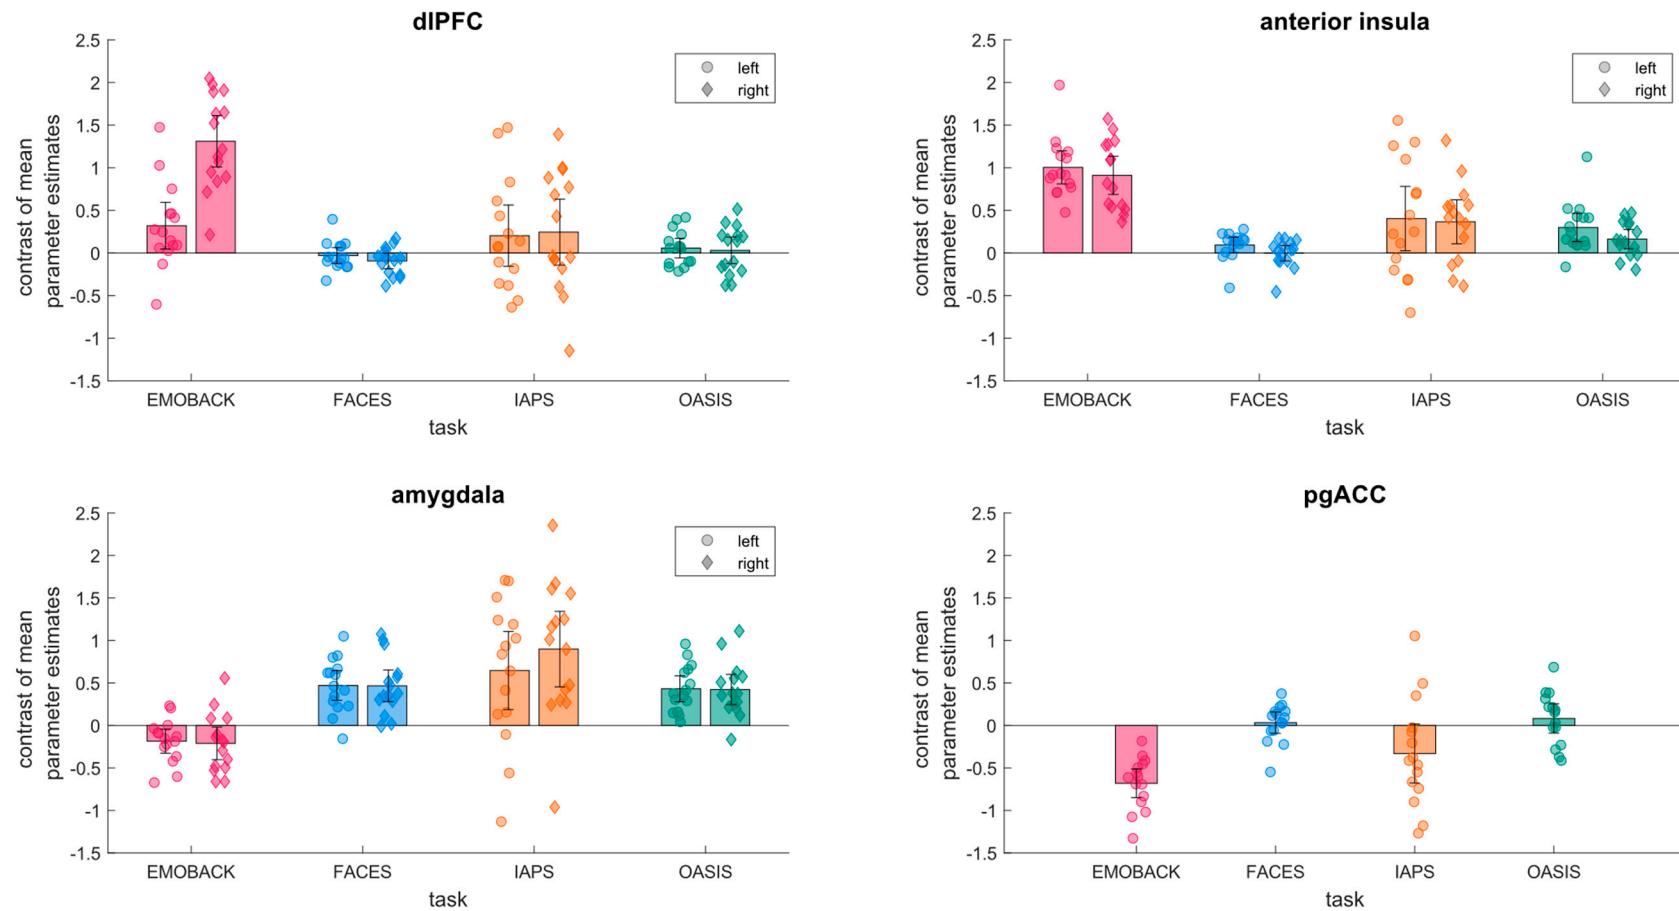 dlPFC
2.5
2
1.5
1
0.5
0
-0.5
-1
-1.5
contrast of mean
parameter estimates
left
right
EMOBACK FACES IAPS OASIS
task
anterior insula
2.5
2
1.5
1
0.5
0
-0.5
-1
-1.5
contrast of mean
parameter estimates
left
right
EMOBACK FACES IAPS OASIS
task
amygdala
2.5
2
1.5
1
0.5
0
-0.5
-1
-1.5
contrast of mean
parameter estimates
left
right
EMOBACK FACES IAPS OASIS
task
pgACC
2.5
2
1.5
1
0.5
0
-0.5
-1
-1.5
contrast of mean
parameter estimates
EMOBACK FACES IAPS OASIS
task